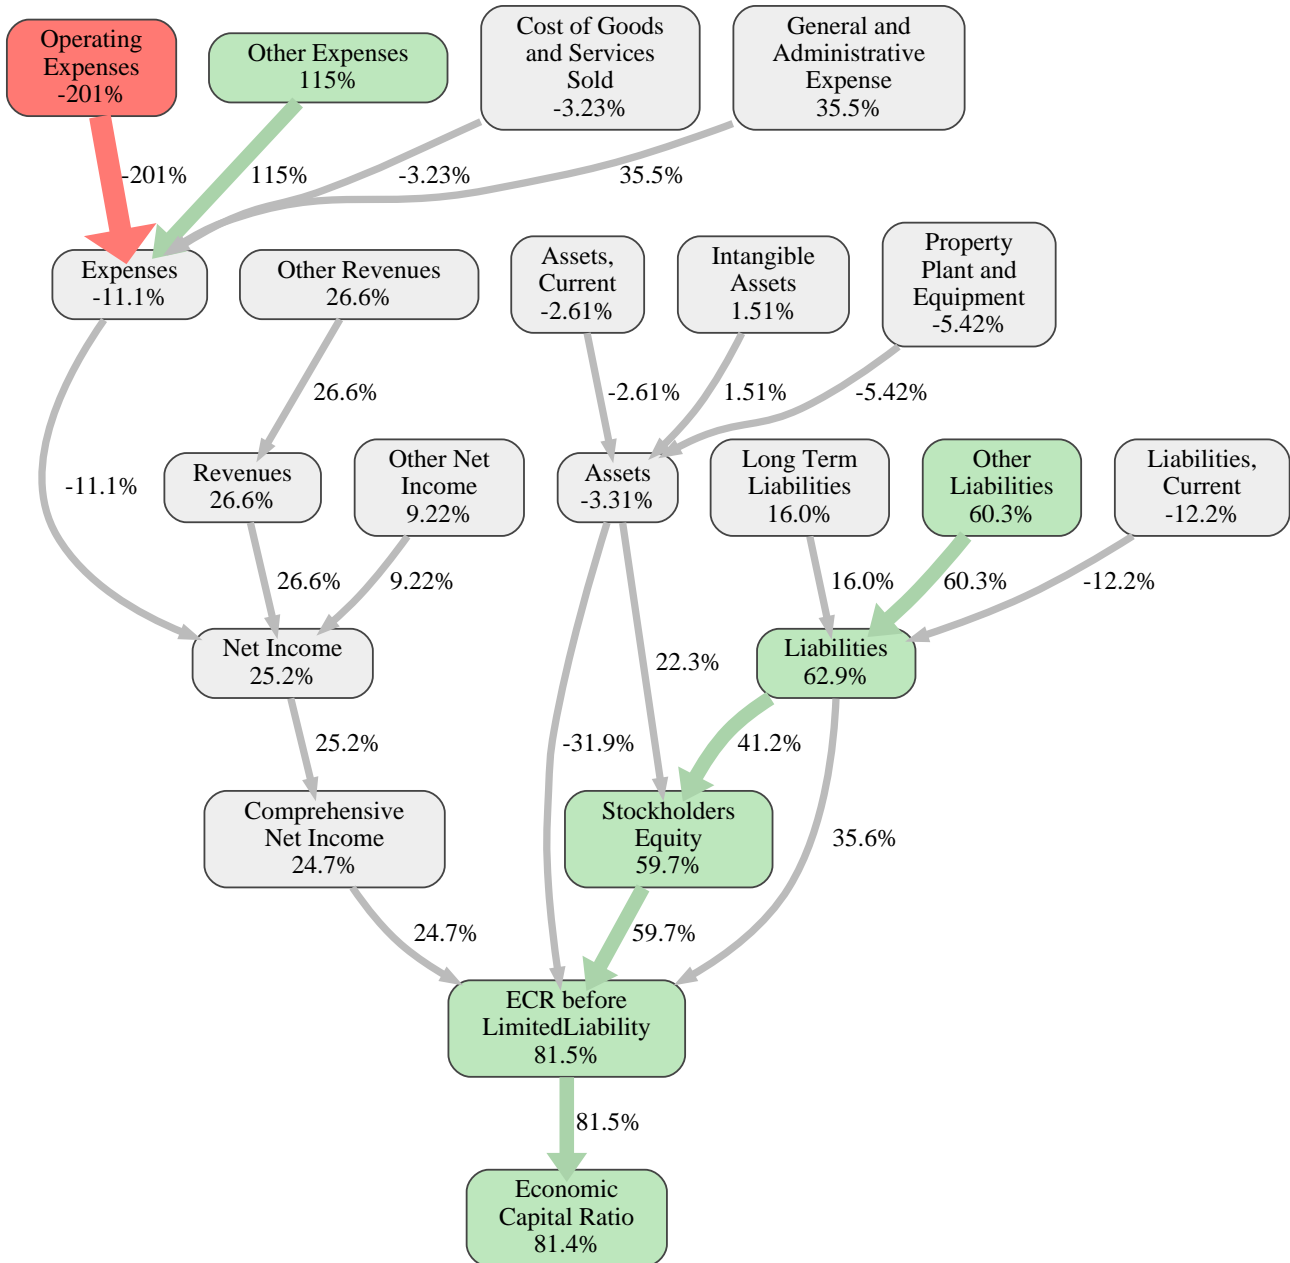 Operating
Expenses
-201%
Other Expenses
115%
Cost of Goods
and Services
Sold
-3.23%
General and
Administrative
Expense
35.5%
-201%
115%
-3.23%
35.5%
Expenses
-11.1%
Other Revenues
26.6%
Assets,
Current
-2.61%
Intangible
Assets
1.51%
Property
Plant and
Equipment
-5.42%
26.6%
-2.61%
1.51%
-5.42%
-11.1%
Revenues
26.6%
Other Net
Income
9.22%
Assets
-3.31%
Long Term
Liabilities
16.0%
Other
Liabilities
60.3%
Liabilities,
Current
-12.2%
26.6%
9.22%
16.0%
60.3%
-12.2%
Net Income
25.2%
22.3%
Liabilities
62.9%
25.2%
-31.9%
41.2%
Comprehensive
Net Income
24.7%
Stockholders
Equity
59.7%
35.6%
24.7%
59.7%
ECR before
LimitedLiability
81.5%
81.5%
Economic
Capital Ratio
81.4%